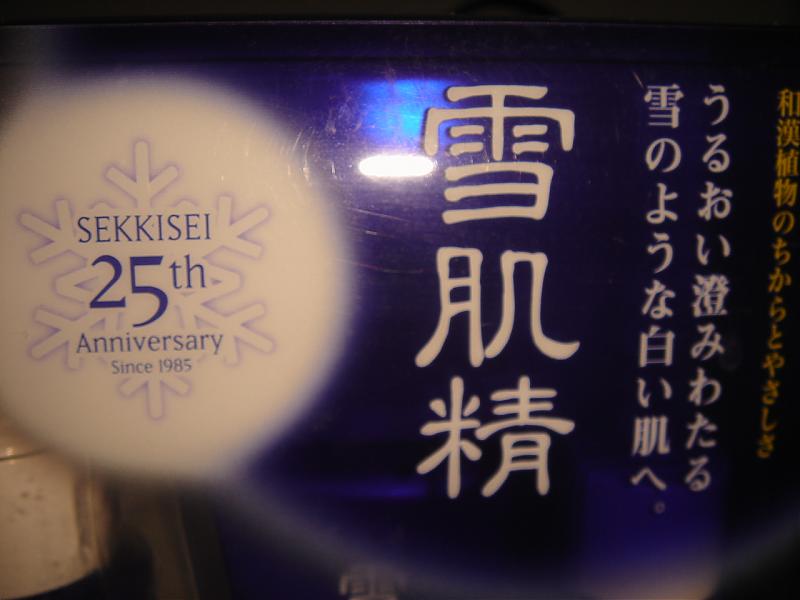 SEKKISEI
25th
Anniversary
Since 1985
雪肌精
和漢植物のちからとやさしさ
うるおい澄みわたる
雪のような白い肌へ。